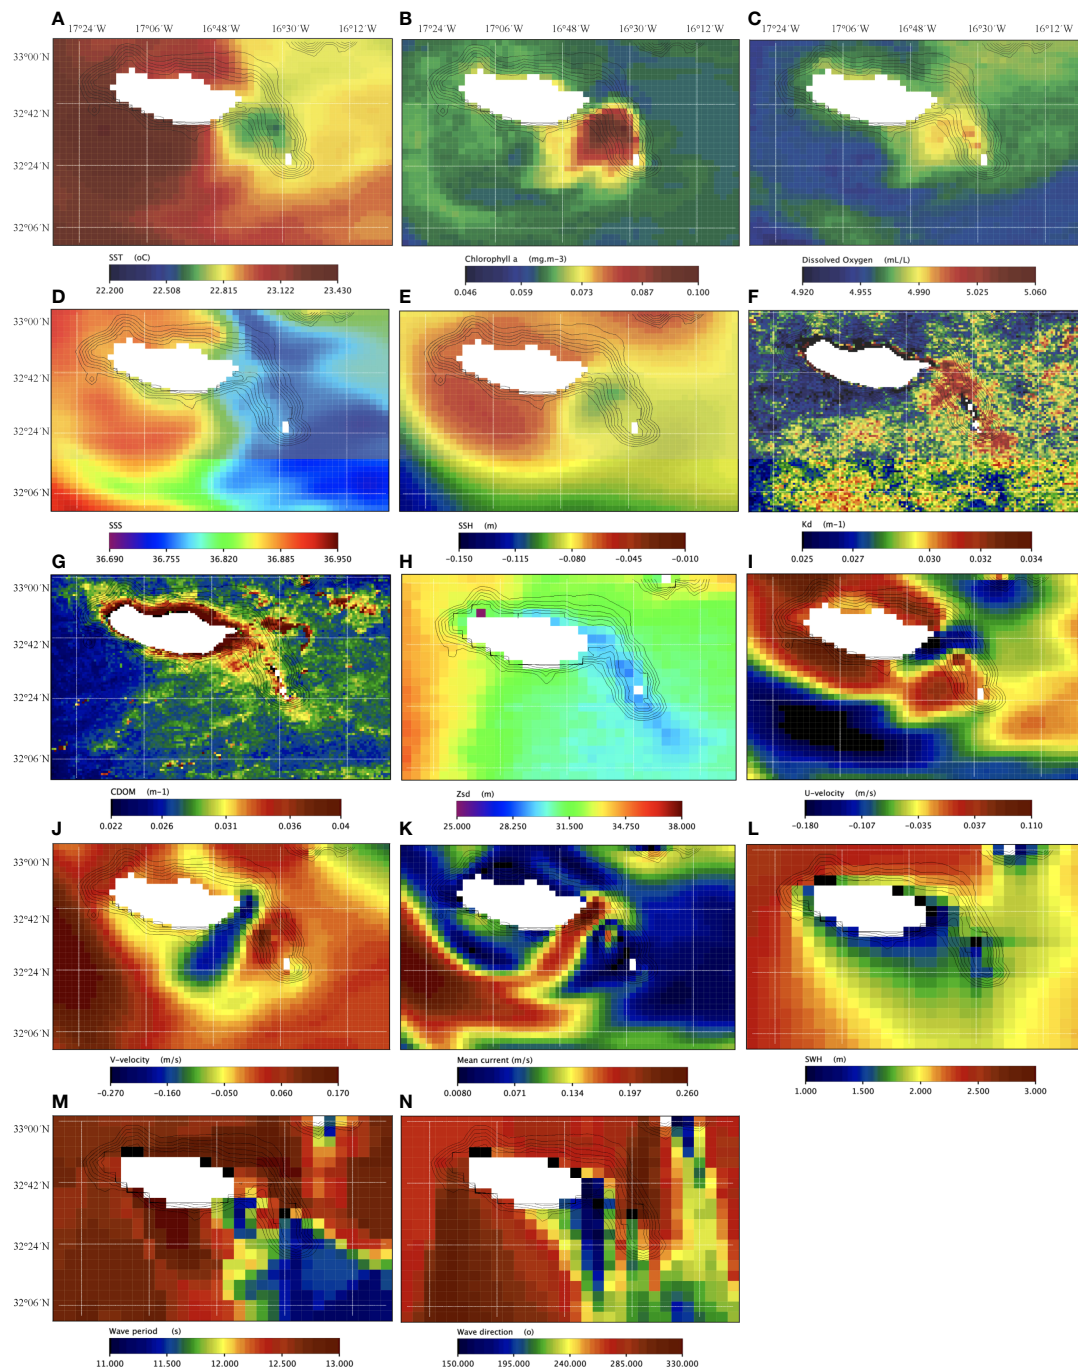 A B C
17°24´W 17°06´W 16°48´W 16°30´W 16°12´W 17°24´W 17°06´W 16°48´W 16°30´W 16°12´W 17°24´W 17°06´W 16°48´W 16°30´W 16°12´W
33°00´N
32°42´N
32°24´N
32°06´N
SST (oC) Chlorophyll a (mg.m-3) Dissolved Oxygen (mL/L)
22.200 22.508 22.815 23.122 23.430 0.046 0.059 0.073 0.087 0.100 4.920 4.955 4.990 5.025 5.060
D E F
33°00´N
32°42´N
32°24´N
32°06´N
SSS SSH (m) Kd (m-1)
36.690 36.755 36.820 36.885 36.950 −0.150 −0.115 −0.080 −0.045 −0.010 0.025 0.027 0.030 0.032 0.034
G H I
33°00´N
32°42´N
32°24´N
32°06´N
CDOM (m-1) Zsd (m) U-velocity (m/s)
0.022 0.026 0.031 0.036 0.04 25.000 28.250 31.500 34.750 38.000 −0.180 −0.107 −0.035 0.037 0.110
J K L
33°00´N
32°42´N
32°24´N
32°06´N
V-velocity (m/s) Mean current (m/s) SWH (m)
−0.270 −0.160 −0.050 0.060 0.170 0.0080 0.071 0.134 0.197 0.260 1.000 1.500 2.000 2.500 3.000
M N
33°00´N
32°42´N
32°24´N
32°06´N
Wave period (s) Wave direction (o)
11.000 11.500 12.000 12.500 13.000 150.000 195.000 240.000 285.000 330.000